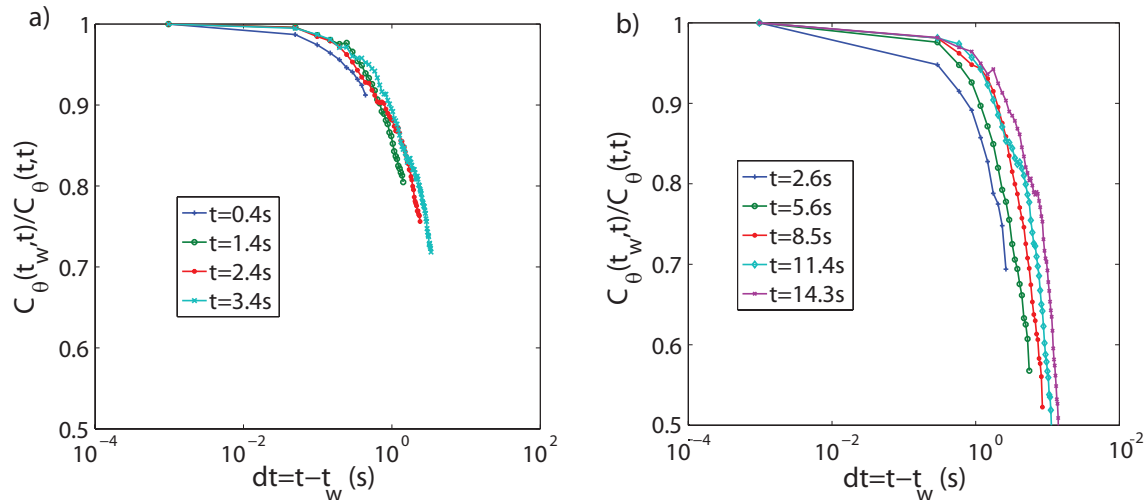 a)
C_θ(t_w,t)/C_θ(t,t)
1
0.9
0.8
0.7
0.6
0.5
t=0.4s
t=1.4s
t=2.4s
t=3.4s
10^−4
10^−2
10^0
10^2
dt=t−t_w (s)
b)
C_θ(t_w,t)/C_θ(t,t)
1
0.9
0.8
0.7
0.6
0.5
t=2.6s
t=5.6s
t=8.5s
t=11.4s
t=14.3s
10^−4
10^−2
10^0
10^-2
dt=t−t_w (s)